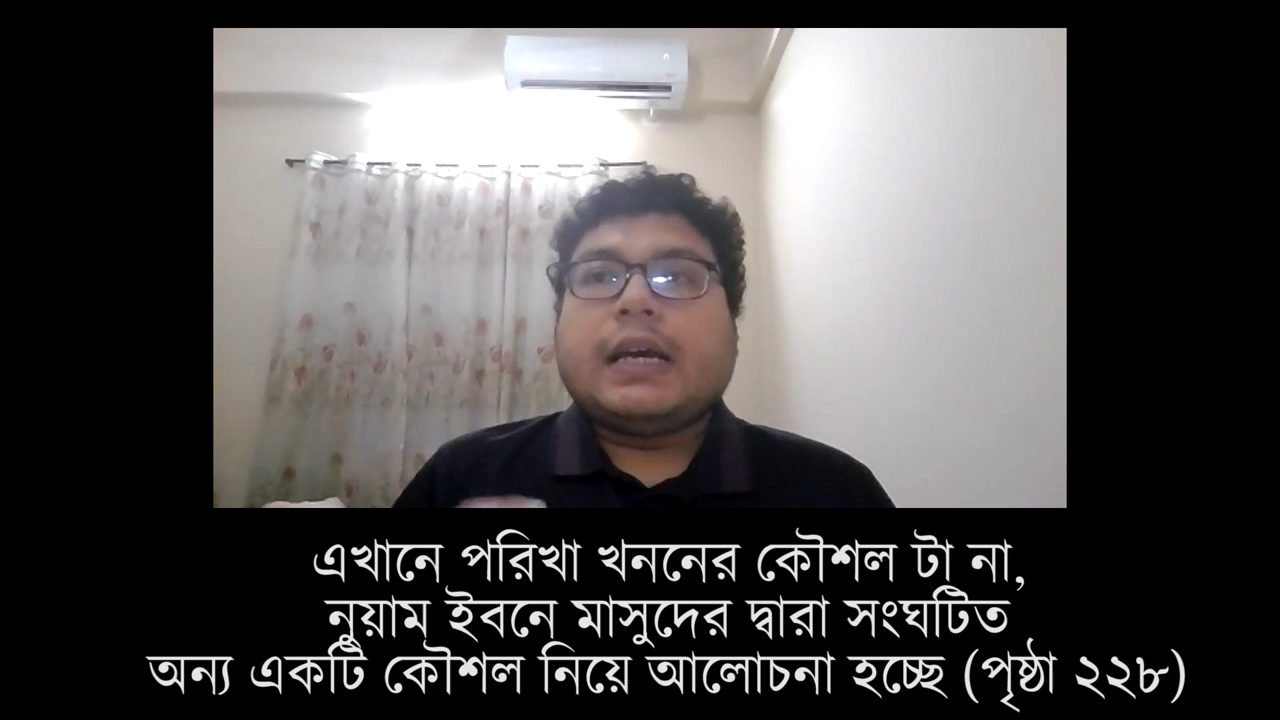 এখানে পরিখা খননের কৌশল টা না,
নুয়াম ইবনে মাসুদের দ্বারা সংঘটিত
অন্য একটি কৌশল নিয়ে আলোচনা হচ্ছে (পৃষ্ঠা ২২৮)